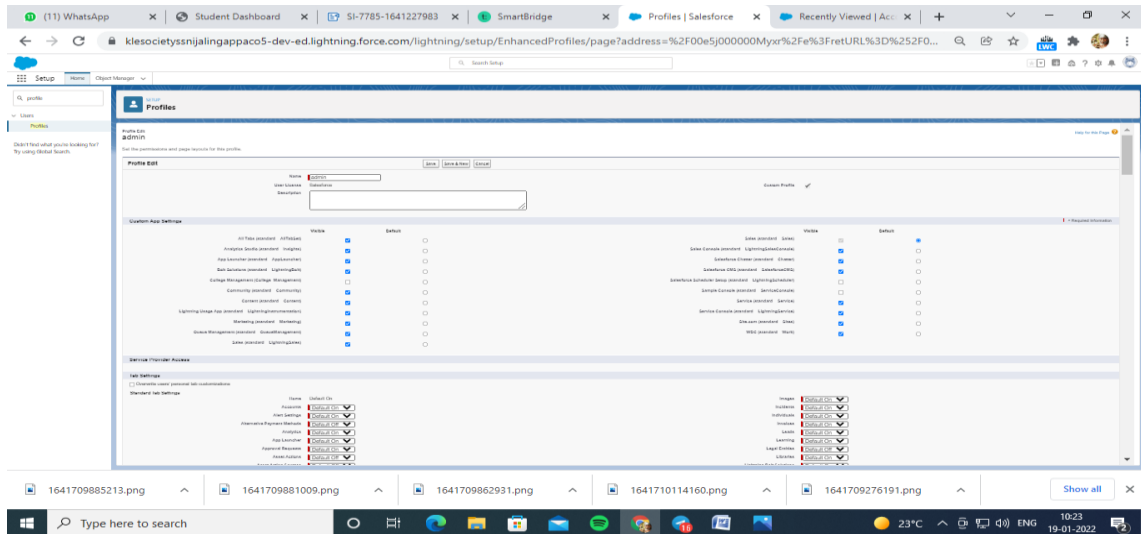 (11) WhatsApp
Student Dashboard
SI-7785-1641227983
SmartBridge
Profiles | Salesforce
Recently Viewed | Acc
klesocietyssnijalingappaco5-dev-ed.lightning.force.com/lightning/setup/EnhancedProfiles/page?address=%2F00e5j000000Myxr%2Fe%3FretURL%3D%252F0...
Search Setup
Setup Home Object Manager
profile
Users
Profiles
Didn't find what you're looking for?
Try using Global Search.
SETUP
Profiles
Profile Edit
admin
Help for this Page
Set the permissions and page layouts for this profile.
Profile Edit Save Save & New Cancel
Name admin
User License Salesforce Custom Profile
Description
Custom App Settings = Required Information
Visible Default Visible Default
All Tabs (standard__AllTabSet) Sales (standard__Sales)
Analytics Studio (standard__Insights) Sales Console (standard__LightningSalesConsole)
App Launcher (standard__AppLauncher) Salesforce Chatter (standard__Chatter)
Bolt Solutions (standard__LightningBolt) Salesforce CMS (standard__SalesforceCMS)
College Management (College_Management) Salesforce Scheduler Setup (standard__LightningScheduler)
Community (standard__Community) Sample Console (standard__ServiceConsole)
Content (standard__Content) Service (standard__Service)
Lightning Usage App (standard__LightningInstrumentation) Service Console (standard__LightningService)
Marketing (standard__Marketing) Site.com (standard__Sites)
Queue Management (standard__QueueManagement) WDC (standard__Work)
Sales (standard__LightningSales)
Service Provider Access
Tab Settings
Overwrite users' personal tab customizations
Standard Tab Settings
Home Default On Images Default On
Accounts Default On Incidents Default On
Alert Settings Default On Individuals Default On
Alternative Payment Methods Default Off Invoices Default On
Analytics Default On Leads Default On
App Launcher Default On Learning Default On
Approval Requests Default Off Legal Entities Default On
Asset Actions Default On Libraries Default On
1641709885213.png
1641709881009.png
1641709862931.png
1641710114160.png
1641709276191.png
Show all
Type here to search
16
23°C
ENG
10:23
19-01-2022
2